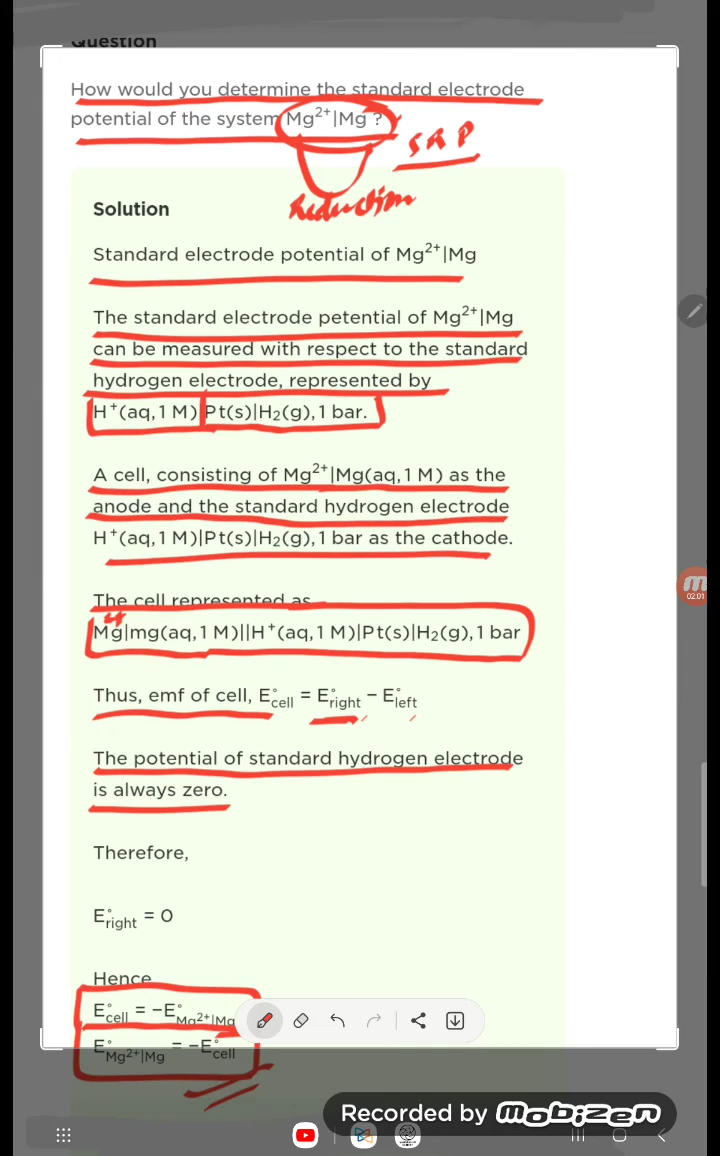 Question
How would you determine the standard electrode
potential of the system Mg²⁺|Mg ?
SRP
Reduction
Solution
Standard electrode potential of Mg²⁺|Mg
The standard electrode petential of Mg²⁺|Mg
can be measured with respect to the standard
hydrogen electrode, represented by
H⁺(aq,1 M)|Pt(s)|H₂(g),1 bar.
A cell, consisting of Mg²⁺|Mg(aq,1 M) as the
anode and the standard hydrogen electrode
H⁺(aq,1 M)|Pt(s)|H₂(g),1 bar as the cathode.
The cell represented as
Mg|mg(aq,1 M)||H⁺(aq,1 M)|Pt(s)|H₂(g),1 bar
Thus, emf of cell, E°cell = E°right − E°left
The potential of standard hydrogen electrode
is always zero.
Therefore,
E°right = 0
Hence
E°cell = −E°Mg²⁺|Mg
E°Mg²⁺|Mg = −E°cell
m
02:01
Recorded by Mobizen